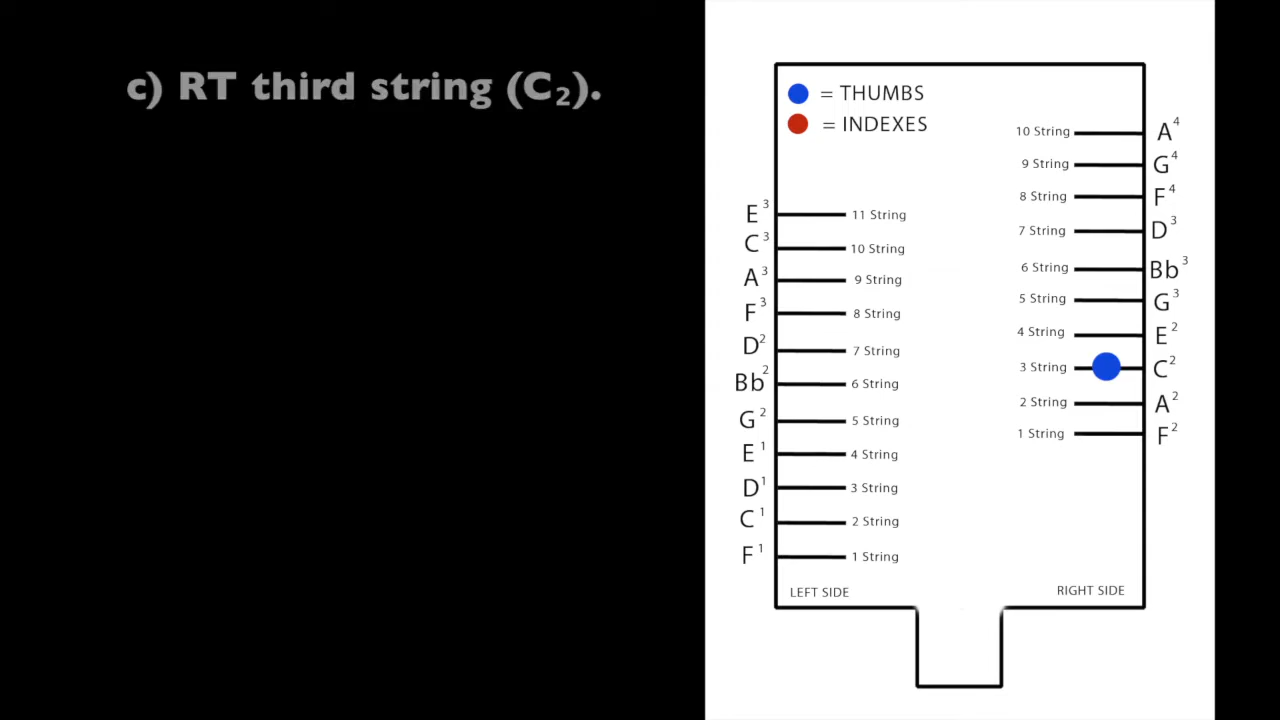 c) RT third string (C₂).
= THUMBS
= INDEXES
10 String A⁴
9 String G⁴
8 String F⁴
7 String D³
6 String Bb³
5 String G³
4 String E²
3 String C²
2 String A²
1 String F²
E³ 11 String
C³ 10 String
A³ 9 String
F³ 8 String
D² 7 String
Bb² 6 String
G² 5 String
E¹ 4 String
D¹ 3 String
C¹ 2 String
F¹ 1 String
LEFT SIDE
RIGHT SIDE